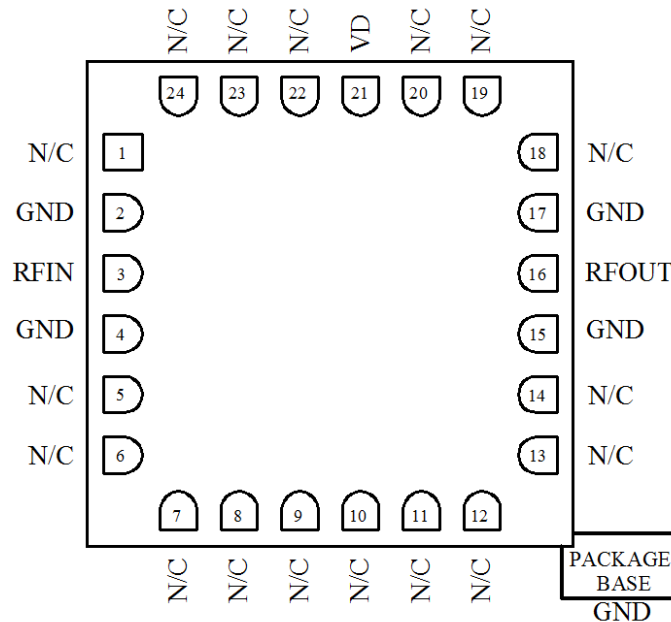 N/C N/C N/C VD N/C N/C
24 23 22 21 20 19
N/C 1 18 N/C
GND 2 17 GND
RFIN 3 16 RFOUT
GND 4 15 GND
N/C 5 14 N/C
N/C 6 13 N/C
7 8 9 10 11 12
N/C N/C N/C N/C N/C N/C
PACKAGE
BASE
GND